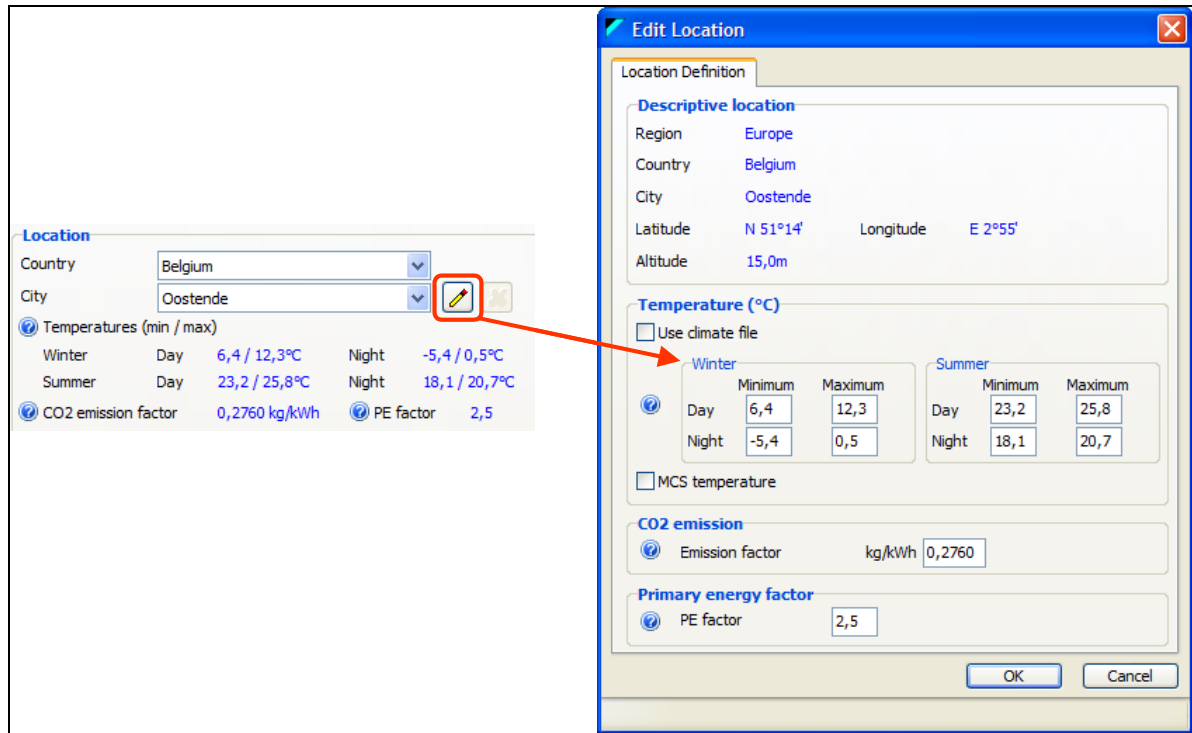 Location
Country Belgium
City Oostende
Temperatures (min / max)
Winter Day 6,4 / 12,3°C Night -5,4 / 0,5°C
Summer Day 23,2 / 25,8°C Night 18,1 / 20,7°C
CO2 emission factor 0,2760 kg/kWh PE factor 2,5
Edit Location
Location Definition
Descriptive location
Region Europe
Country Belgium
City Oostende
Latitude N 51°14' Longitude E 2°55'
Altitude 15,0m
Temperature (°C)
Use climate file
Winter Summer
Minimum Maximum Minimum Maximum
Day 6,4 12,3 Day 23,2 25,8
Night -5,4 0,5 Night 18,1 20,7
MCS temperature
CO2 emission
Emission factor kg/kWh 0,2760
Primary energy factor
PE factor 2,5
OK Cancel